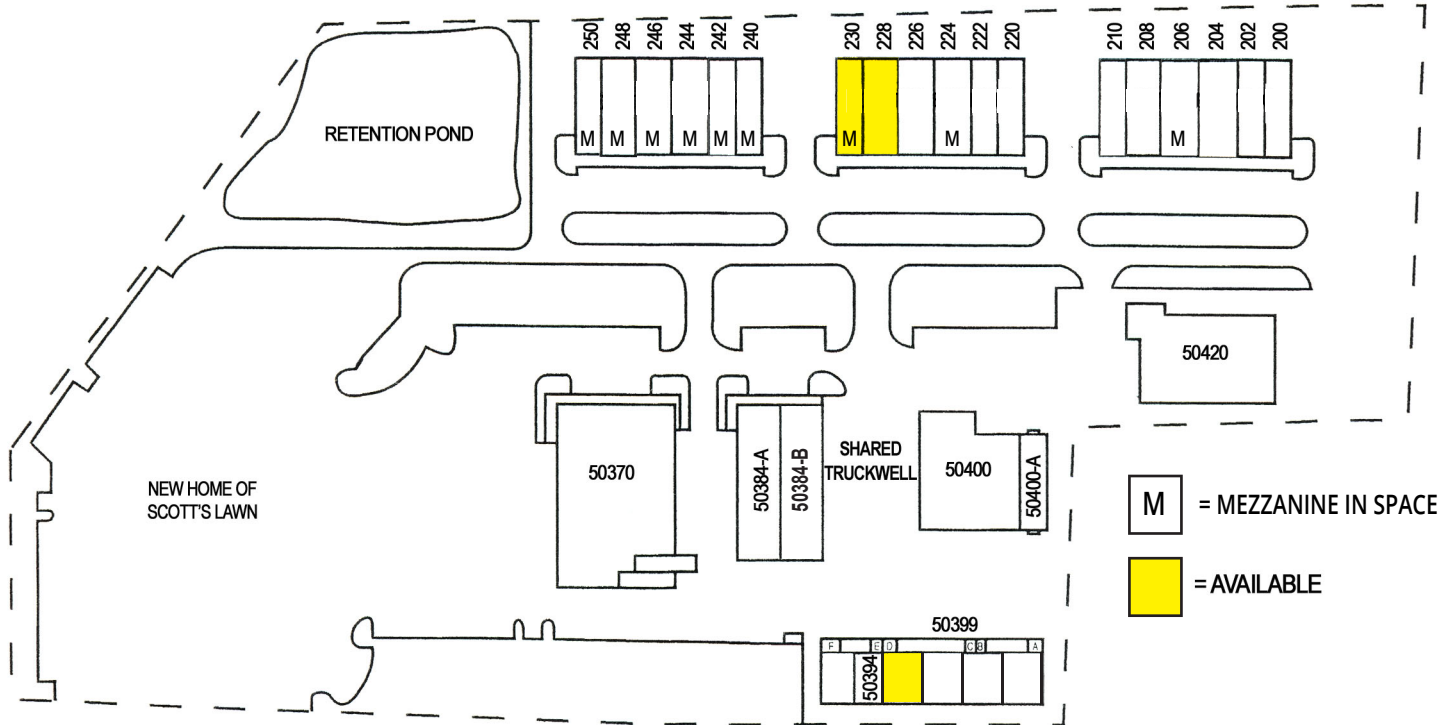 250
248
246
244
242
240
230
228
226
224
222
220
210
208
206
204
202
200
RETENTION POND
M
M
M
M
M
M
M
M
M
50420
50370
50384-A
50384-B
SHARED
TRUCKWELL
50400
50400-A
NEW HOME OF
SCOTT'S LAWN
M
= MEZZANINE IN SPACE
= AVAILABLE
50399
F
E
D
C
B
A
50394